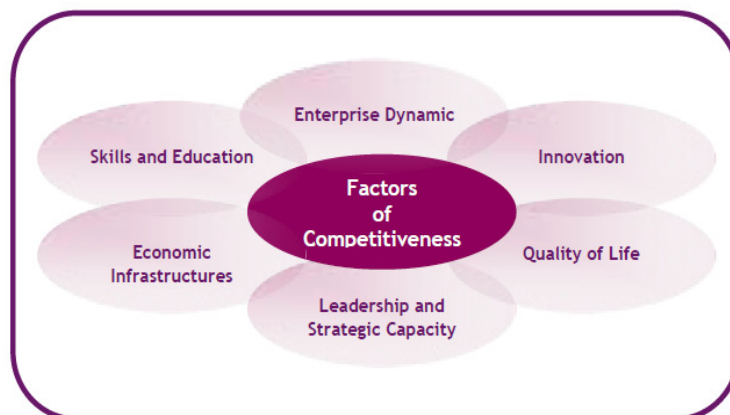 Enterprise Dynamic
Skills and Education
Innovation
Factors
of
Competitiveness
Economic
Infrastructures
Quality of Life
Leadership and
Strategic Capacity